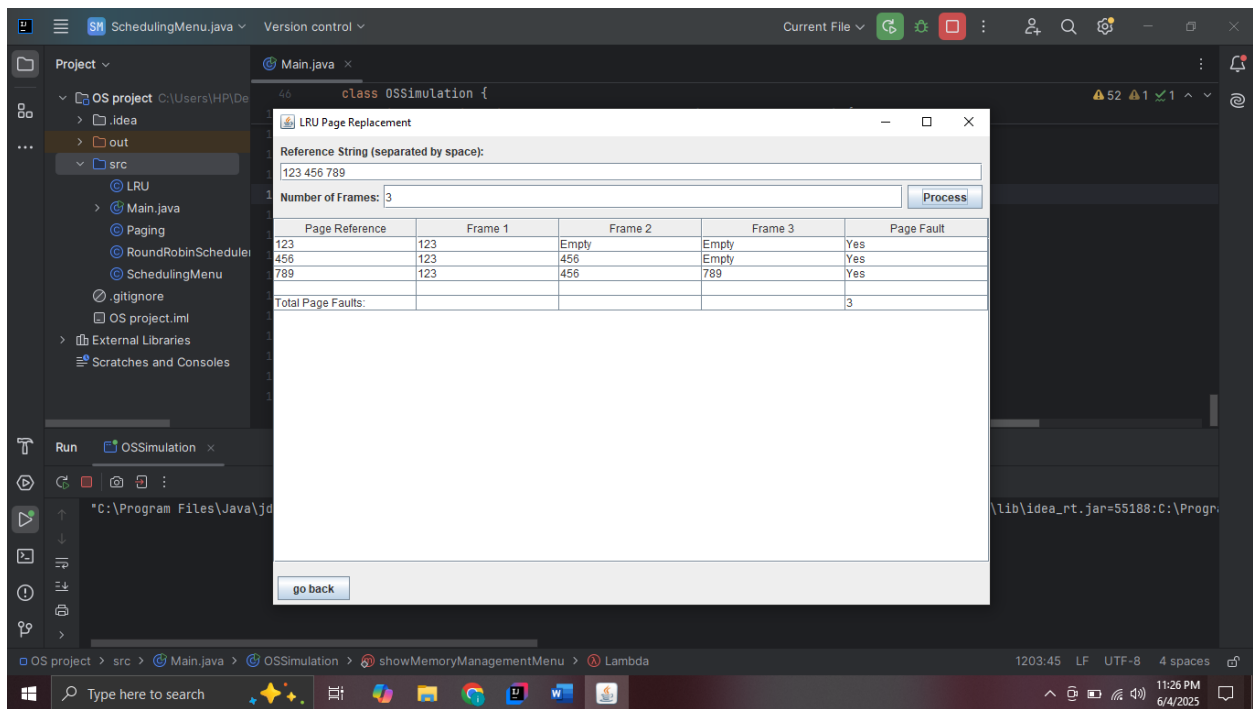 SM SchedulingMenu.java Version control Current File
Project
Main.java
OS project C:\Users\HP\De
.idea
out
src
LRU
Main.java
Paging
RoundRobinScheduler
SchedulingMenu
.gitignore
OS project.iml
External Libraries
Scratches and Consoles
46 class OSSimulation {
52 1 1
LRU Page Replacement
Reference String (separated by space):
123 456 789
Number of Frames: 3 Process
Page Reference Frame 1 Frame 2 Frame 3 Page Fault
123 123 Empty Empty Yes
456 123 456 Empty Yes
789 123 456 789 Yes
Total Page Faults: 3
go back
Run OSSimulation
"C:\Program Files\Java\jd \lib\idea_rt.jar=55188:C:\Progr
OS project > src > Main.java > OSSimulation > showMemoryManagementMenu > Lambda
1203:45 LF UTF-8 4 spaces
Type here to search
11:26 PM
6/4/2025